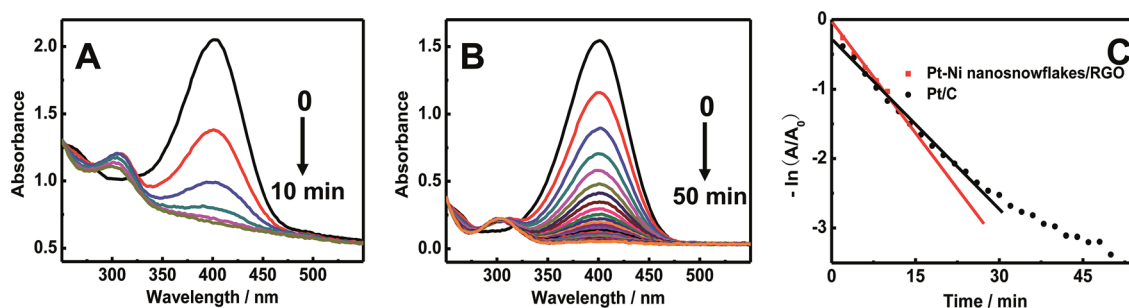 A
2.0
1.5
1.0
0.5
Absorbance
0
10 min
300 350 400 450 500
Wavelength / nm
B
1.5
1.0
0.5
0.0
Absorbance
0
50 min
300 350 400 450 500
Wavelength / nm
C
-0
-1
-2
-3
- ln (A/A0)
Pt-Ni nanosnowflakes/RGO
Pt/C
0 15 30 45
Time / min